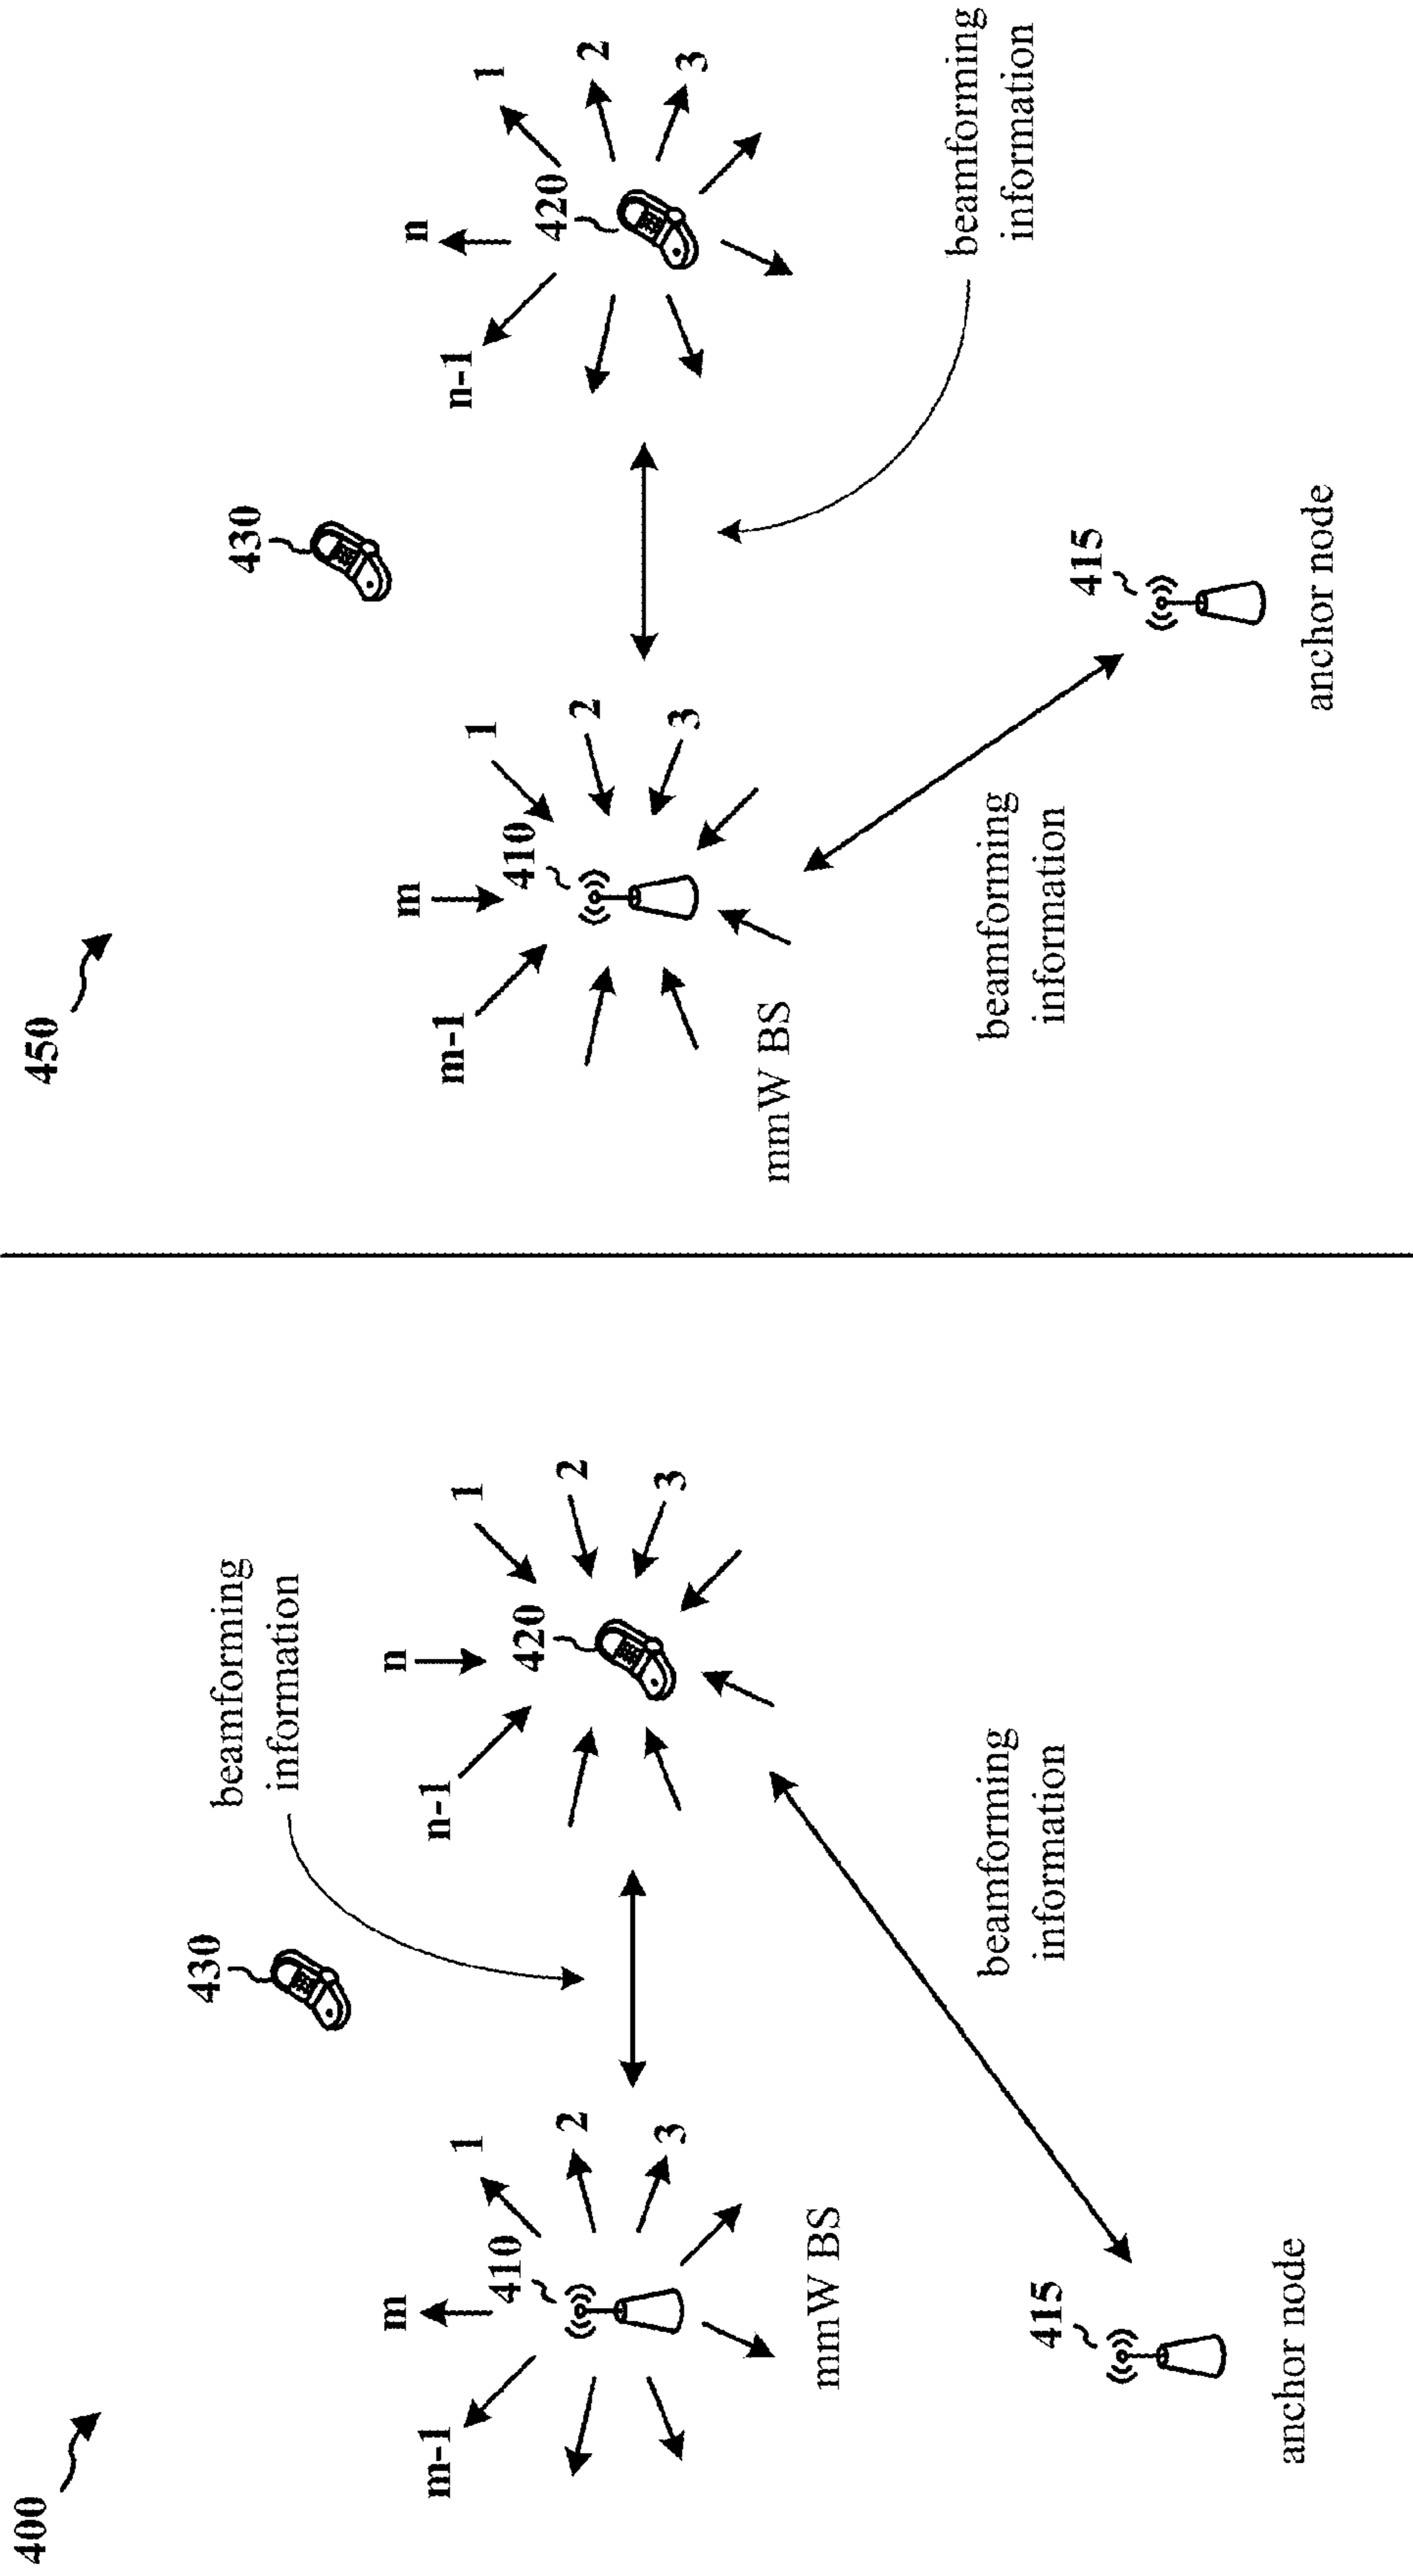 400
430
beamforming
information
m
m-1
1
410
2
3
mmW BS
n
n-1
1
420
2
3
beamforming
information
415
anchor node
450
430
m
m-1
1
410
2
3
mmW BS
n
n-1
1
420
2
3
beamforming
information
beamforming
information
415
anchor node